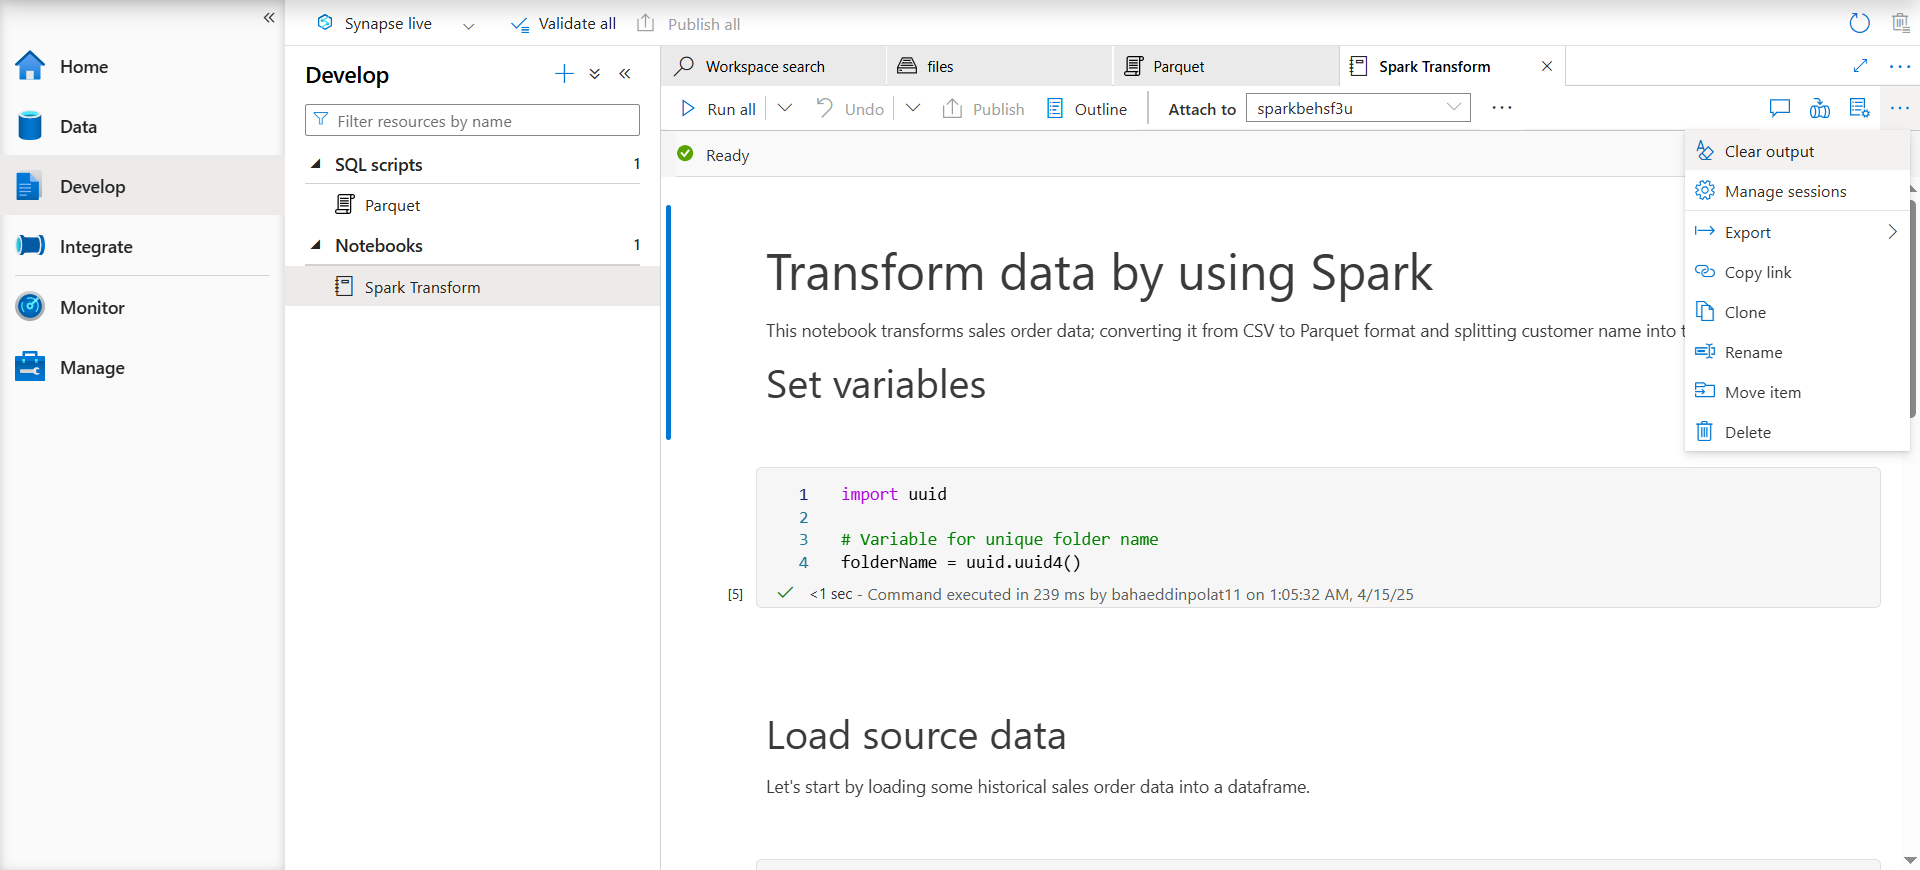 Synapse live
Validate all
Publish all
Home
Data
Develop
Integrate
Monitor
Manage
Develop
Filter resources by name
SQL scripts 1
Parquet
Notebooks 1
Spark Transform
Workspace search
files
Parquet
Spark Transform
Run all
Undo
Publish
Outline
Attach to
sparkbehsf3u
Ready
Clear output
Manage sessions
Export
Copy link
Clone
Rename
Move item
Delete
Transform data by using Spark
This notebook transforms sales order data; converting it from CSV to Parquet format and splitting customer name into
Set variables
1 import uuid
2
3 # Variable for unique folder name
4 folderName = uuid.uuid4()
[5] <1 sec - Command executed in 239 ms by bahaeddinpolat11 on 1:05:32 AM, 4/15/25
Load source data
Let's start by loading some historical sales order data into a dataframe.